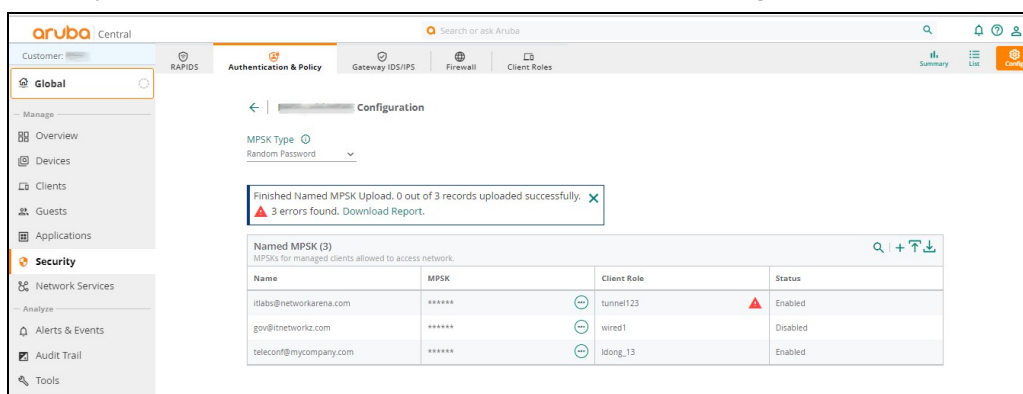 aruba Central
Search or ask Aruba
Customer:
RAPIDS
Authentication & Policy
Gateway IDS/IPS
Firewall
Client Roles
Summary
List
Config
Global
Manage
Overview
Devices
Clients
Guests
Applications
Security
Network Services
Analyze
Alerts & Events
Audit Trail
Tools
Configuration
MPSK Type
Random Password
Finished Named MPSK Upload. 0 out of 3 records uploaded successfully.
3 errors found. Download Report.
Named MPSK (3)
MPSKs for managed clients allowed to access network.
Name MPSK Client Role Status
itlabs@networkarena.com ****** tunnel123 Enabled
gov@itnetworkz.com ****** wired1 Disabled
teleconf@mycompany.com ****** ldong_13 Enabled